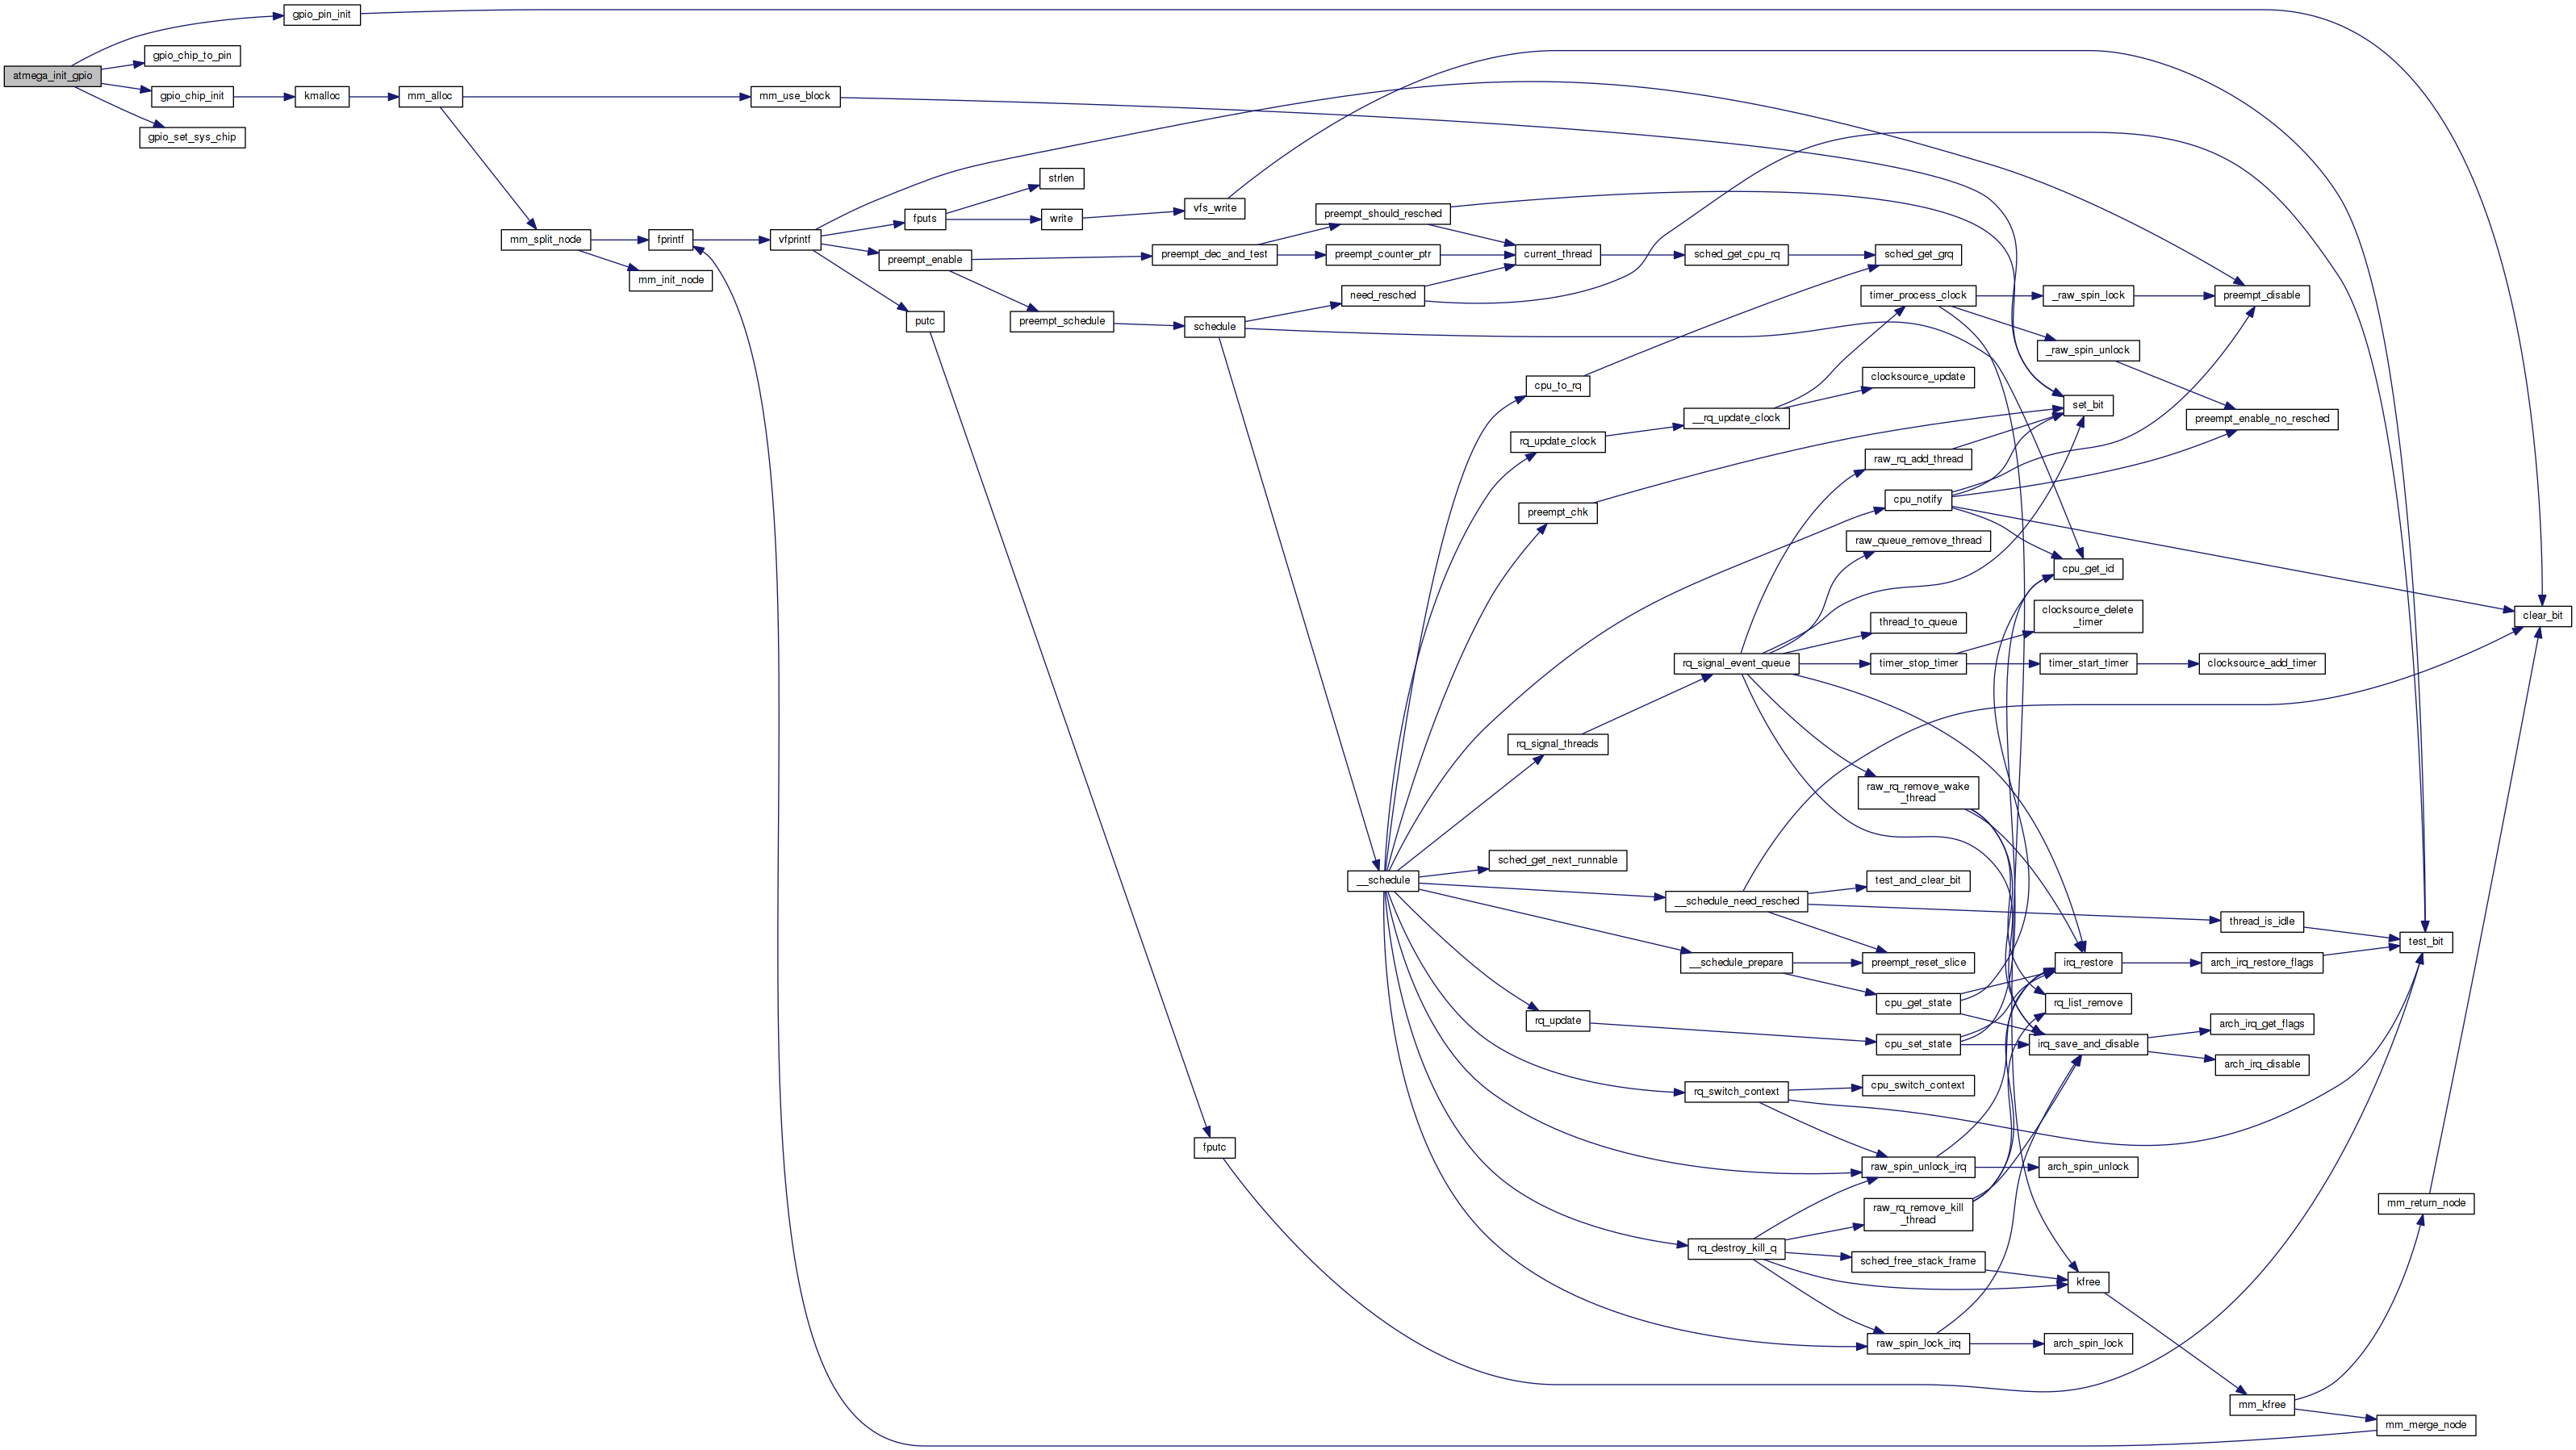 gpio_pin_init
gpio_chip_to_pin
atmega_init_gpio
gpio_chip_init
kmalloc
mm_alloc
mm_use_block
gpio_set_sys_chip
strlen
fputs
write
vfs_write
preempt_should_resched
mm_split_node
fprintf
vfprintf
preempt_enable
preempt_dec_and_test
preempt_counter_ptr
current_thread
sched_get_cpu_rq
sched_get_grq
mm_init_node
need_resched
timer_process_clock
_raw_spin_lock
preempt_disable
putc
preempt_schedule
schedule
_raw_spin_unlock
cpu_to_rq
clocksource_update
set_bit
__rq_update_clock
preempt_enable_no_resched
rq_update_clock
raw_rq_add_thread
cpu_notify
preempt_chk
raw_queue_remove_thread
cpu_get_id
clocksource_delete
_timer
clear_bit
thread_to_queue
rq_signal_event_queue
timer_stop_timer
timer_start_timer
clocksource_add_timer
rq_signal_threads
raw_rq_remove_wake
_thread
sched_get_next_runnable
__schedule
test_and_clear_bit
__schedule_need_resched
thread_is_idle
test_bit
__schedule_prepare
preempt_reset_slice
irq_restore
arch_irq_restore_flags
cpu_get_state
rq_list_remove
rq_update
arch_irq_get_flags
cpu_set_state
irq_save_and_disable
arch_irq_disable
rq_switch_context
cpu_switch_context
fputc
raw_spin_unlock_irq
arch_spin_unlock
mm_return_node
raw_rq_remove_kill
_thread
rq_destroy_kill_q
sched_free_stack_frame
kfree
raw_spin_lock_irq
arch_spin_lock
mm_kfree
mm_merge_node